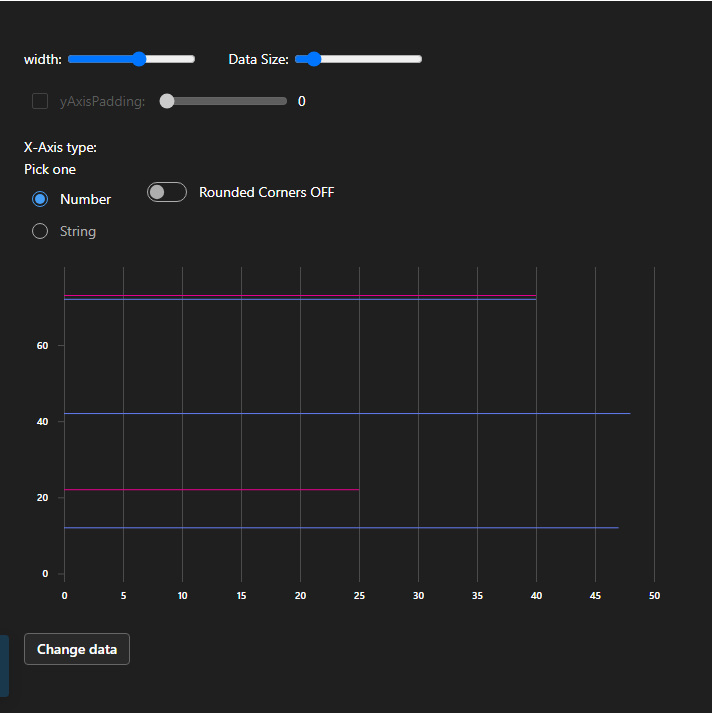 width: Data Size:
yAxisPadding: 0
X-Axis type:
Pick one
Number
Rounded Corners OFF
String
60
40
20
0
0 5 10 15 20 25 30 35 40 45 50
Change data